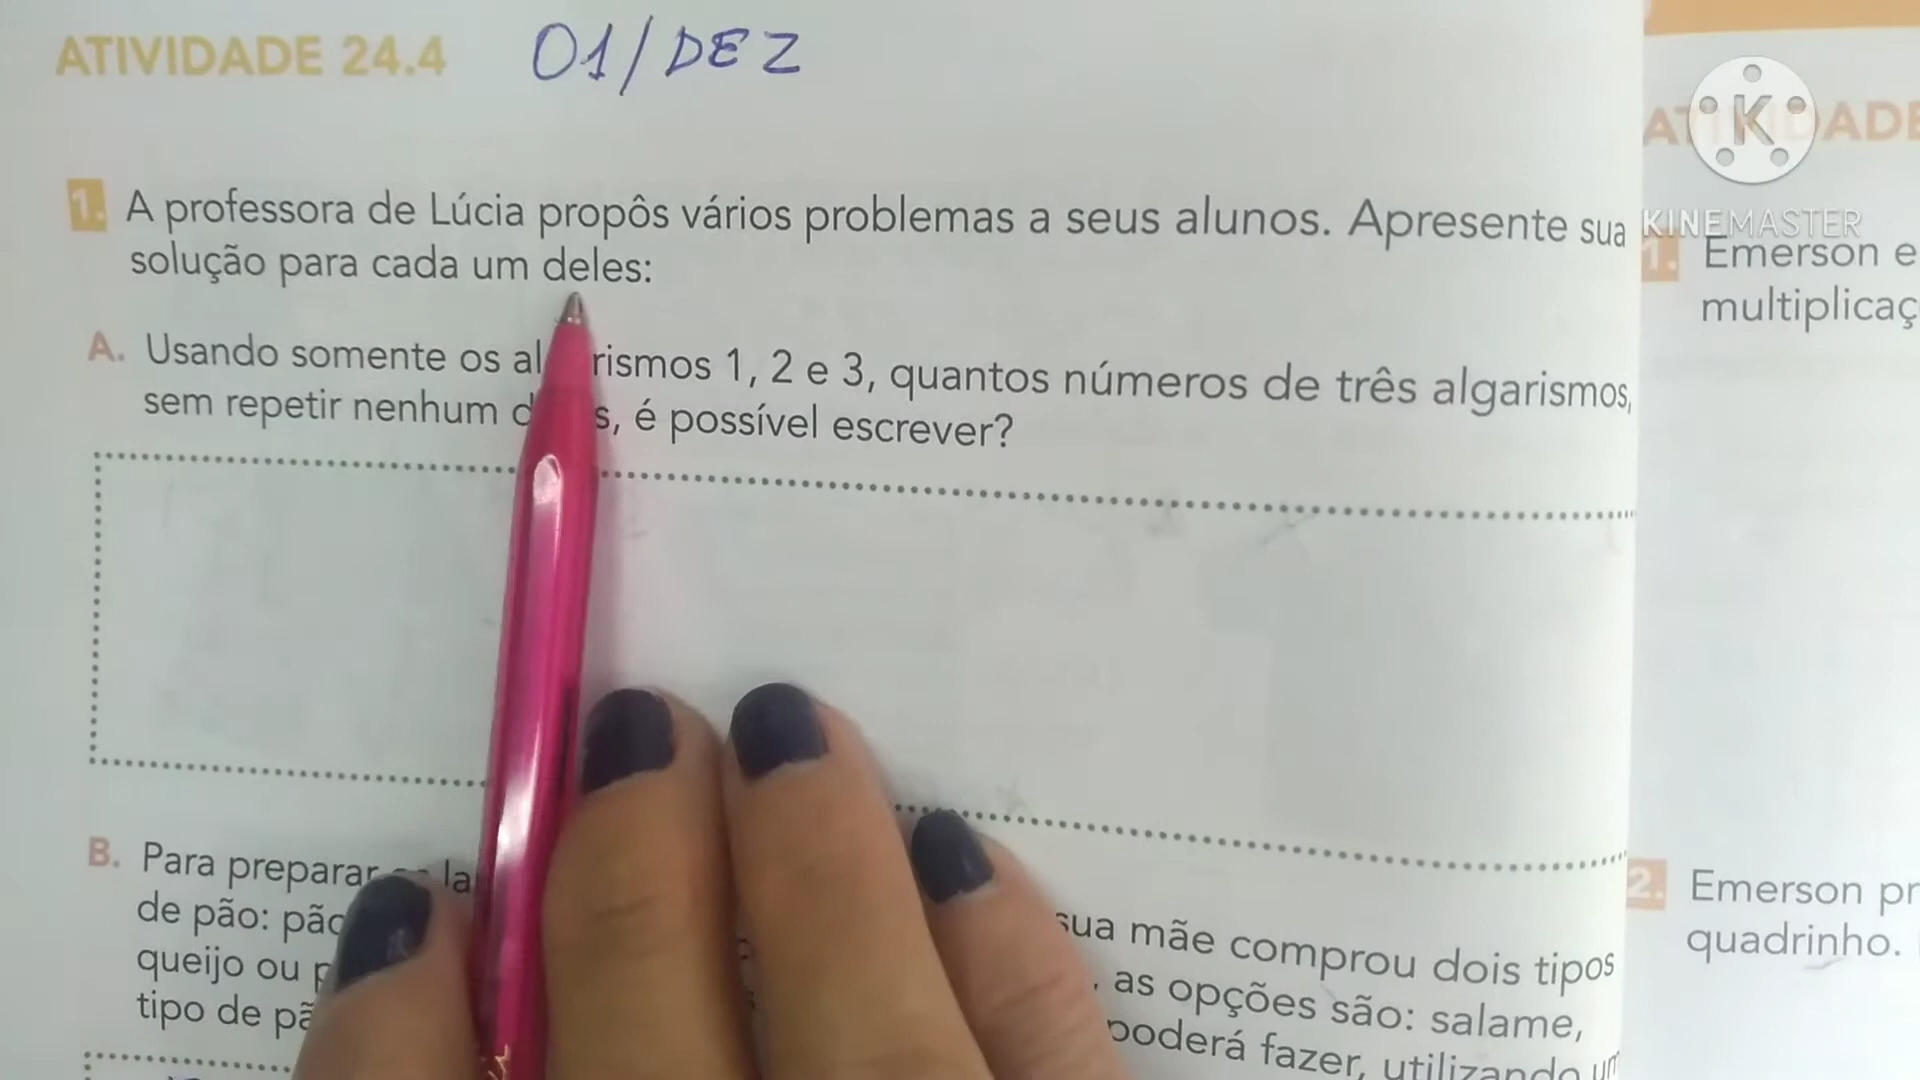 ATIVIDADE 24.4 01/DEZ
1. A professora de Lúcia propôs vários problemas a seus alunos. Apresente sua
solução para cada um deles:
A. Usando somente os al rismos 1, 2 e 3, quantos números de três algarismos,
sem repetir nenhum d s, é possível escrever?
B. Para preparar la sua mãe comprou dois tipos
de pão: pão , as opções são: salame,
queijo ou p poderá fazer, utilizando um
tipo de pã
K
KINEMASTER
1. Emerson e
multiplicaç
2. Emerson pr
quadrinho.